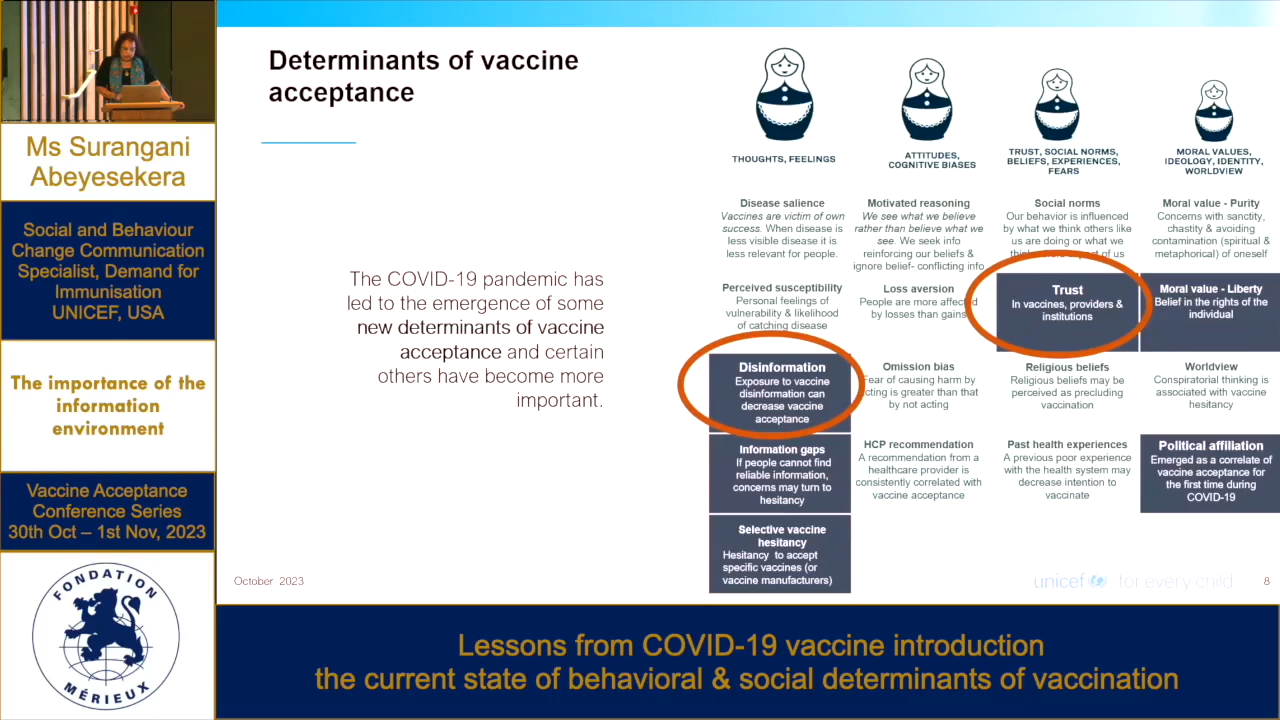 Ms Surangani
Abeyesekera
Social and Behaviour
Change Communication
Specialist, Demand for
Immunisation
UNICEF, USA
The importance of the
information
environment
Vaccine Acceptance
Conference Series
30th Oct – 1st Nov, 2023
FONDATION
MÉRIEUX
Determinants of vaccine
acceptance
The COVID-19 pandemic has
led to the emergence of some
new determinants of vaccine
acceptance and certain
others have become more
important.
October 2023
THOUGHTS, FEELINGS
Disease salience
Vaccines are victim of own
success. When disease is
less visible disease it is
less relevant for people.
Perceived susceptibility
Personal feelings of
vulnerability & likelihood
of catching disease
Disinformation
Exposure to vaccine
disinformation can
decrease vaccine
acceptance
Information gaps
If people cannot find
reliable information,
concerns may turn to
hesitancy
Selective vaccine
hesitancy
Hesitancy to accept
specific vaccines (or
vaccine manufacturers)
ATTITUDES,
COGNITIVE BIASES
Motivated reasoning
We see what we believe
rather than believe what we
see. We seek info
reinforcing our beliefs &
ignore belief- conflicting info
Loss aversion
People are more affected
by losses than gains
Omission bias
Fear of causing harm by
acting is greater than that
by not acting
HCP recommendation
A recommendation from a
healthcare provider is
consistently correlated with
vaccine acceptance
TRUST, SOCIAL NORMS,
BELIEFS, EXPERIENCES,
FEARS
Social norms
Our behavior is influenced
by what we think others like
us are doing or what we
of us
Trust
In vaccines, providers &
institutions
Religious beliefs
Religious beliefs may be
perceived as precluding
vaccination
Past health experiences
A previous poor experience
with the health system may
decrease intention to
vaccinate
MORAL VALUES,
IDEOLOGY, IDENTITY,
WORLDVIEW
Moral value - Purity
Concerns with sanctity,
chastity & avoiding
contamination (spiritual &
metaphorical) of oneself
Moral value - Liberty
Belief in the rights of the
individual
Worldview
Conspiratorial thinking is
associated with vaccine
hesitancy
Political affiliation
Emerged as a correlate of
vaccine acceptance for
the first time during
COVID-19
unicef for every child
8
Lessons from COVID-19 vaccine introduction
the current state of behavioral & social determinants of vaccination